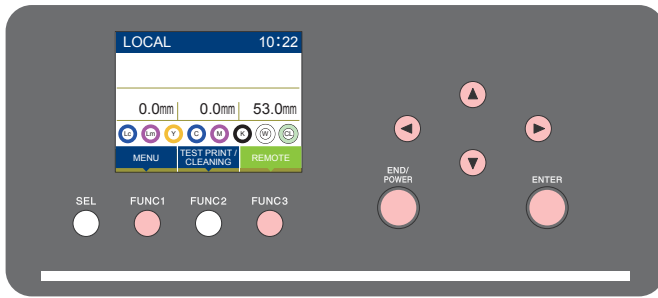 LOCAL 10:22
0.0mm 0.0mm 53.0mm
Lc Lm Y C M K W CL
MENU TEST PRINT / CLEANING REMOTE
END/
POWER
ENTER
SEL FUNC1 FUNC2 FUNC3